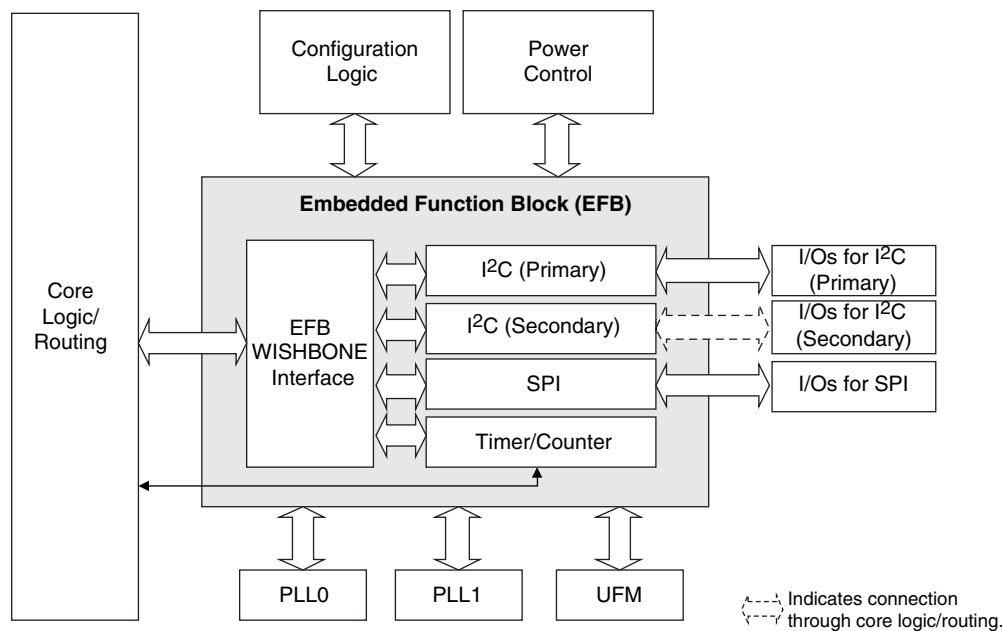 Configuration
Logic
Power
Control
Embedded Function Block (EFB)
Core
Logic/
Routing
EFB
WISHBONE
Interface
I²C (Primary)
I²C (Secondary)
SPI
Timer/Counter
I/Os for I²C
(Primary)
I/Os for I²C
(Secondary)
I/Os for SPI
PLL0
PLL1
UFM
Indicates connection
through core logic/routing.